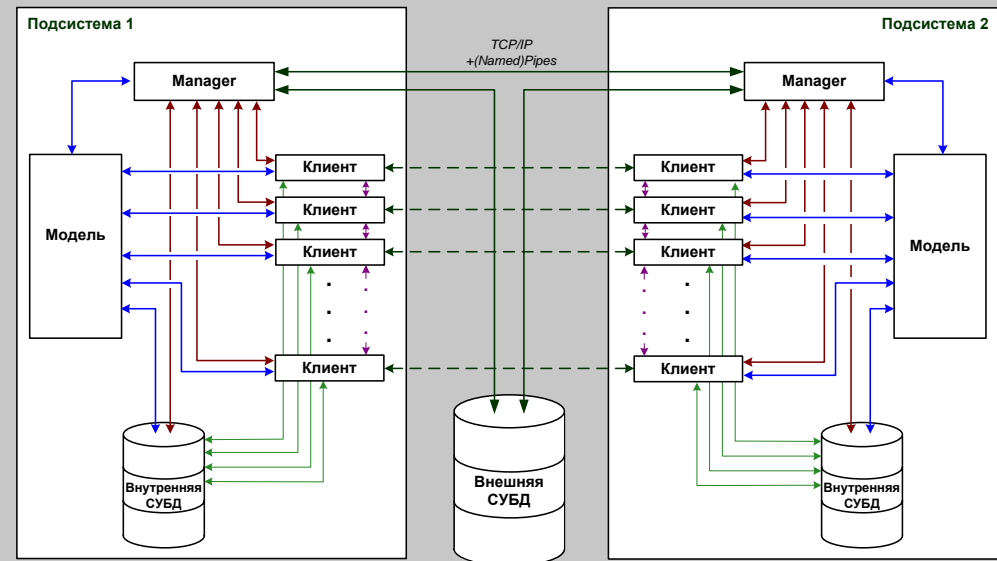 Подсистема 1
Подсистема 2
TCP/IP
+(Named)Pipes
Manager
Manager
Клиент
Клиент
Клиент
Клиент
Клиент
Клиент
Модель
Модель
Клиент
Клиент
Внутренняя
СУБД
Внешняя
СУБД
Внутренняя
СУБД